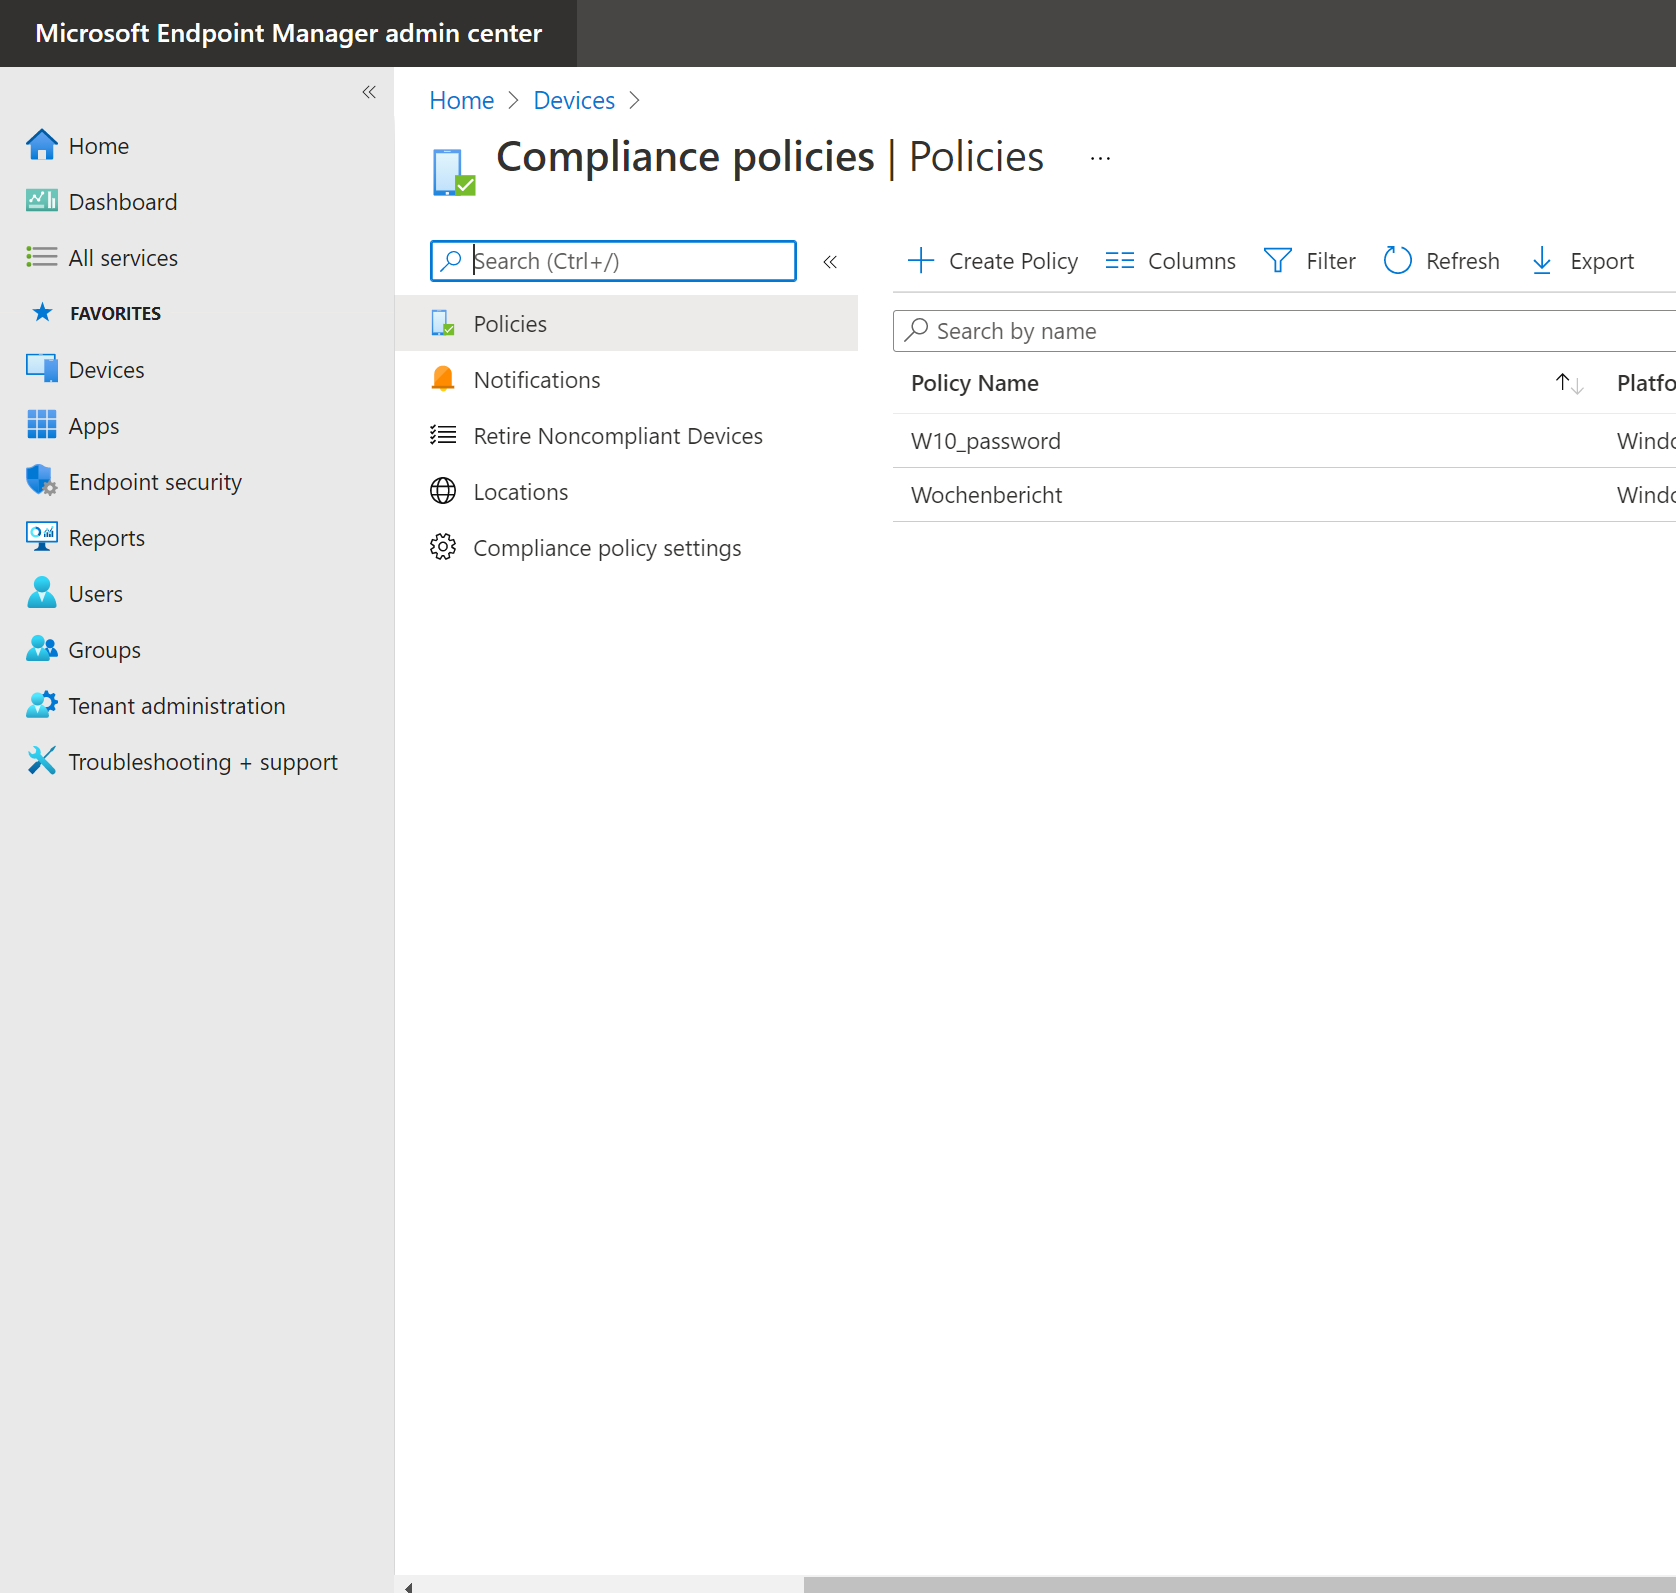 Microsoft Endpoint Manager admin center
Home
Dashboard
All services
FAVORITES
Devices
Apps
Endpoint security
Reports
Users
Groups
Tenant administration
Troubleshooting + support
Home > Devices >
Compliance policies | Policies ...
Search (Ctrl+/)
Policies
Notifications
Retire Noncompliant Devices
Locations
Compliance policy settings
Create Policy Columns Filter Refresh Export
Search by name
Policy Name Platfo
W10_password Windo
Wochenbericht Windo